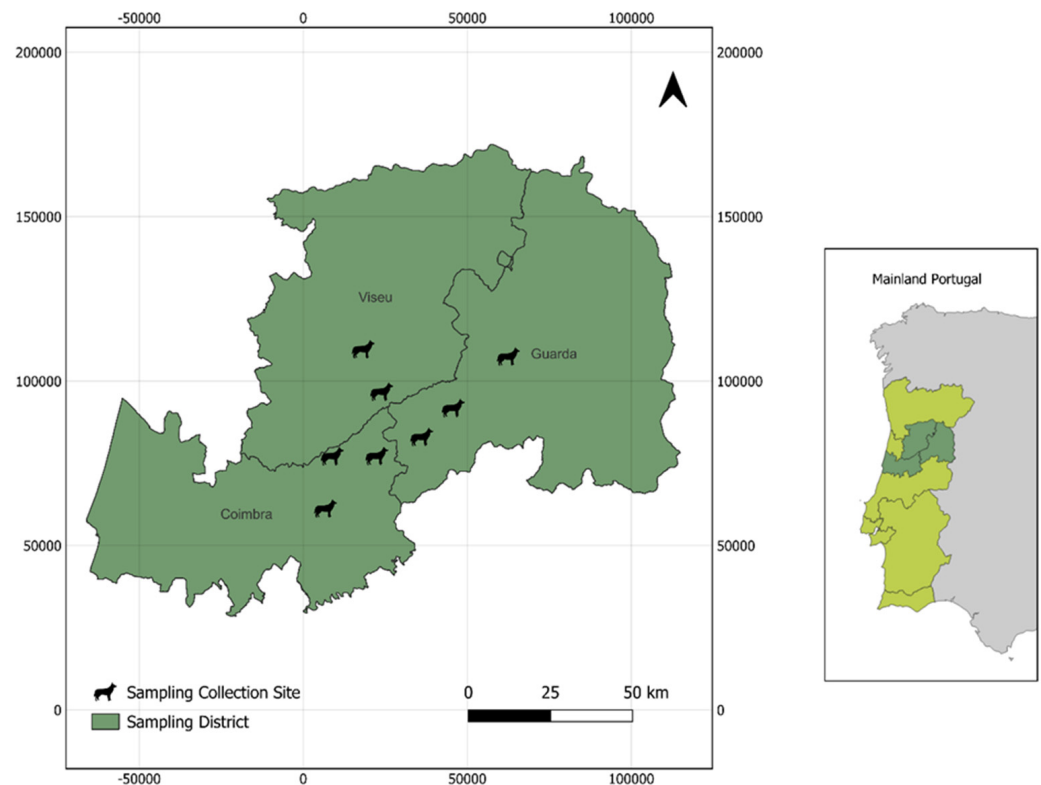 -50000 0 50000 100000
200000 200000
150000 150000
Mainland Portugal
Viseu
Guarda
100000 100000
Coimbra
50000 50000
Sampling Collection Site
0 25 50 km
0 0
Sampling District
-50000 0 50000 100000